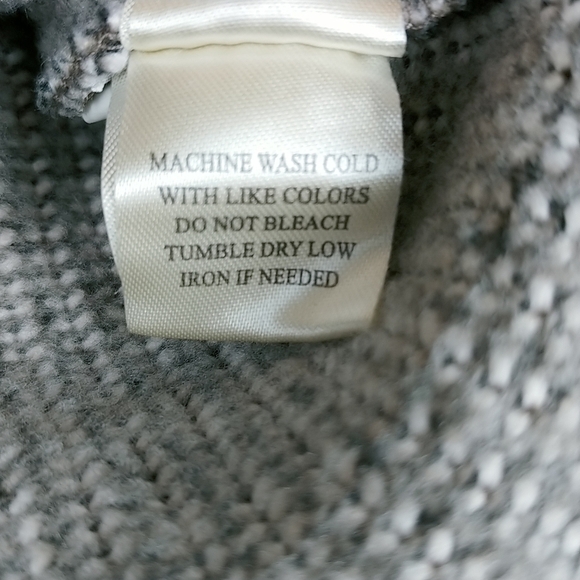 MACHINE WASH COLD
WITH LIKE COLORS
DO NOT BLEACH
TUMBLE DRY LOW
IRON IF NEEDED